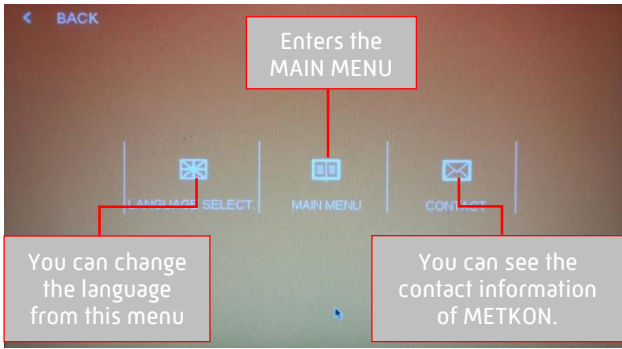 < BACK
Enters the
MAIN MENU
LANGUAGE SELECT.
MAIN MENU
CONTACT
You can change
the language
from this menu
You can see the
contact information
of METKON.